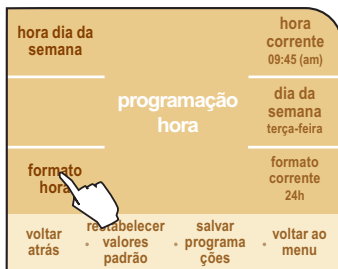 hora dia da
semana
hora
corrente
09:45 (am)
programação
hora
dia da
semana
terça-feira
formato
hora
formato
corrente
24h
voltar
atrás
restabelecer
valores
padrão
salvar
programa
ções
voltar ao
menu